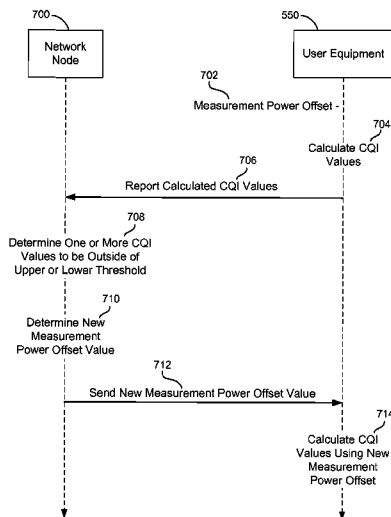 700
550
Network
Node
User Equipment
702
Measurement Power Offset -
704
Calculate CQI
Values
706
Report Calculated CQI Values
708
Determine One or More CQI
Values to be Outside of
Upper or Lower Threshold
710
Determine New
Measurement
Power Offset Value
712
Send New Measurement Power Offset Value
714
Calculate CQI
Values Using New
Measurement
Power Offset